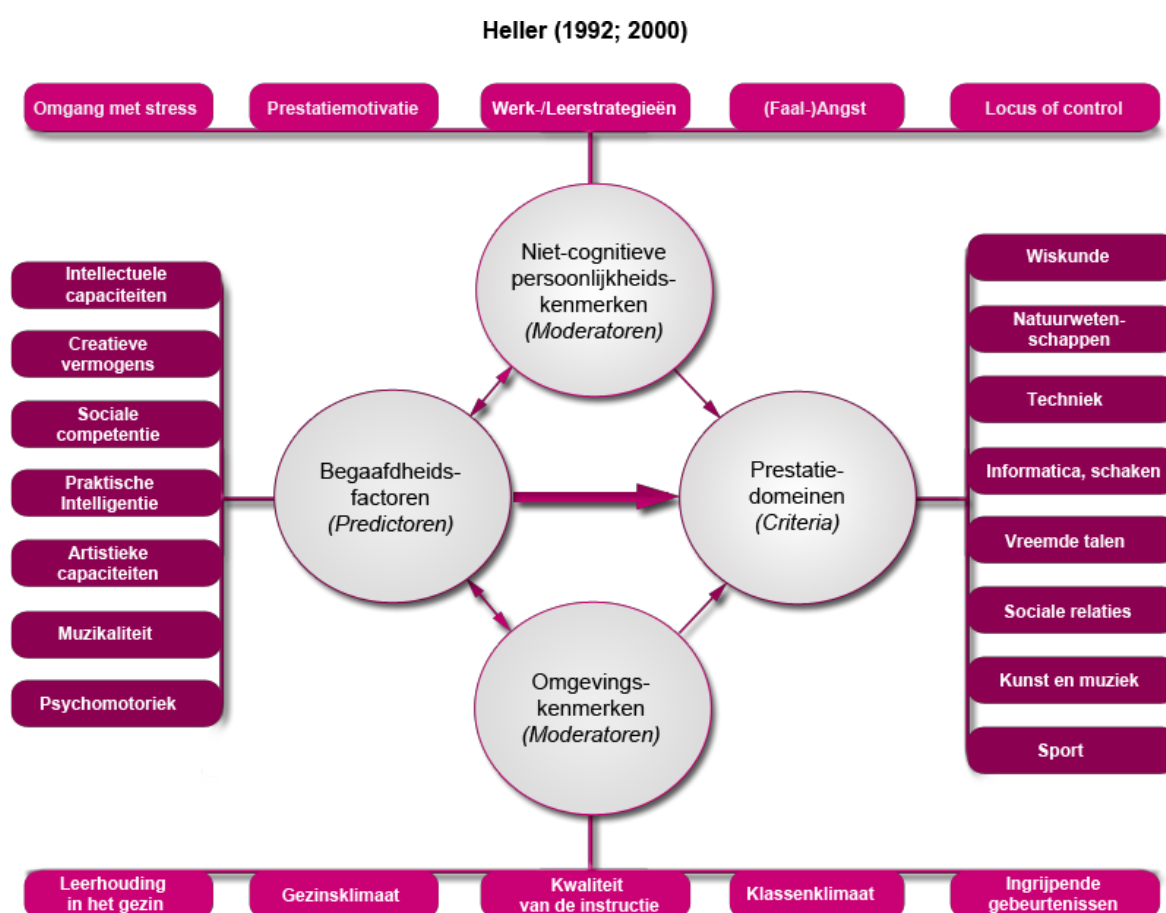 Heller (1992; 2000)
Omgang met stress
Prestatiemotivatie
Werk-/Leerstrategieën
(Faal-)Angst
Locus of control
Niet-cognitieve
persoonlijkheids-
kenmerken
(Moderatoren)
Intellectuele
capaciteiten
Creatieve
vermogens
Sociale
competentie
Praktische
Intelligentie
Artistieke
capaciteiten
Muzikaliteit
Psychomotoriek
Begaafdheids-
factoren
(Predictoren)
Prestatie-
domeinen
(Criteria)
Wiskunde
Natuurweten-
schappen
Techniek
Informatica, schaken
Vreemde talen
Sociale relaties
Kunst en muziek
Sport
Omgevings-
kenmerken
(Moderatoren)
Leerhouding
in het gezin
Gezinsklimaat
Kwaliteit
van de instructie
Klassenklimaat
Ingrijpende
gebeurtenissen